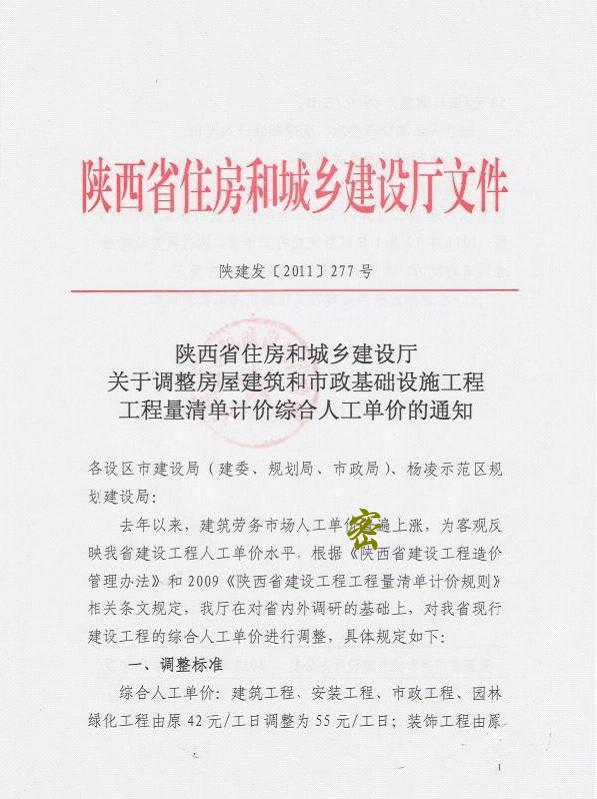 陕西省住房和城乡建设厅文件
陕建发〔2011〕277号
陕西省住房和城乡建设厅
关于调整房屋建筑和市政基础设施工程
工程量清单计价综合人工单价的通知
各设区市建设局(建委、规划局、市政局)、杨凌示范区规
划建设局:
去年以来,建筑劳务市场人工单价 遍上涨,为客观反
密
映我省建设工程人工单价水平,根据《陕西省建设工程造价
管理办法》和2009《陕西省建设工程工程量清单计价规则》
相关条文规定,我厅在对省内外调研的基础上,对我省现行
建设工程的综合人工单价进行调整,具体规定如下:
一、调整标准
综合人工单价:建筑工程、安装工程、市政工程、园林
绿化工程由原42元/工日调整为55元/工日;装饰工程由原
1